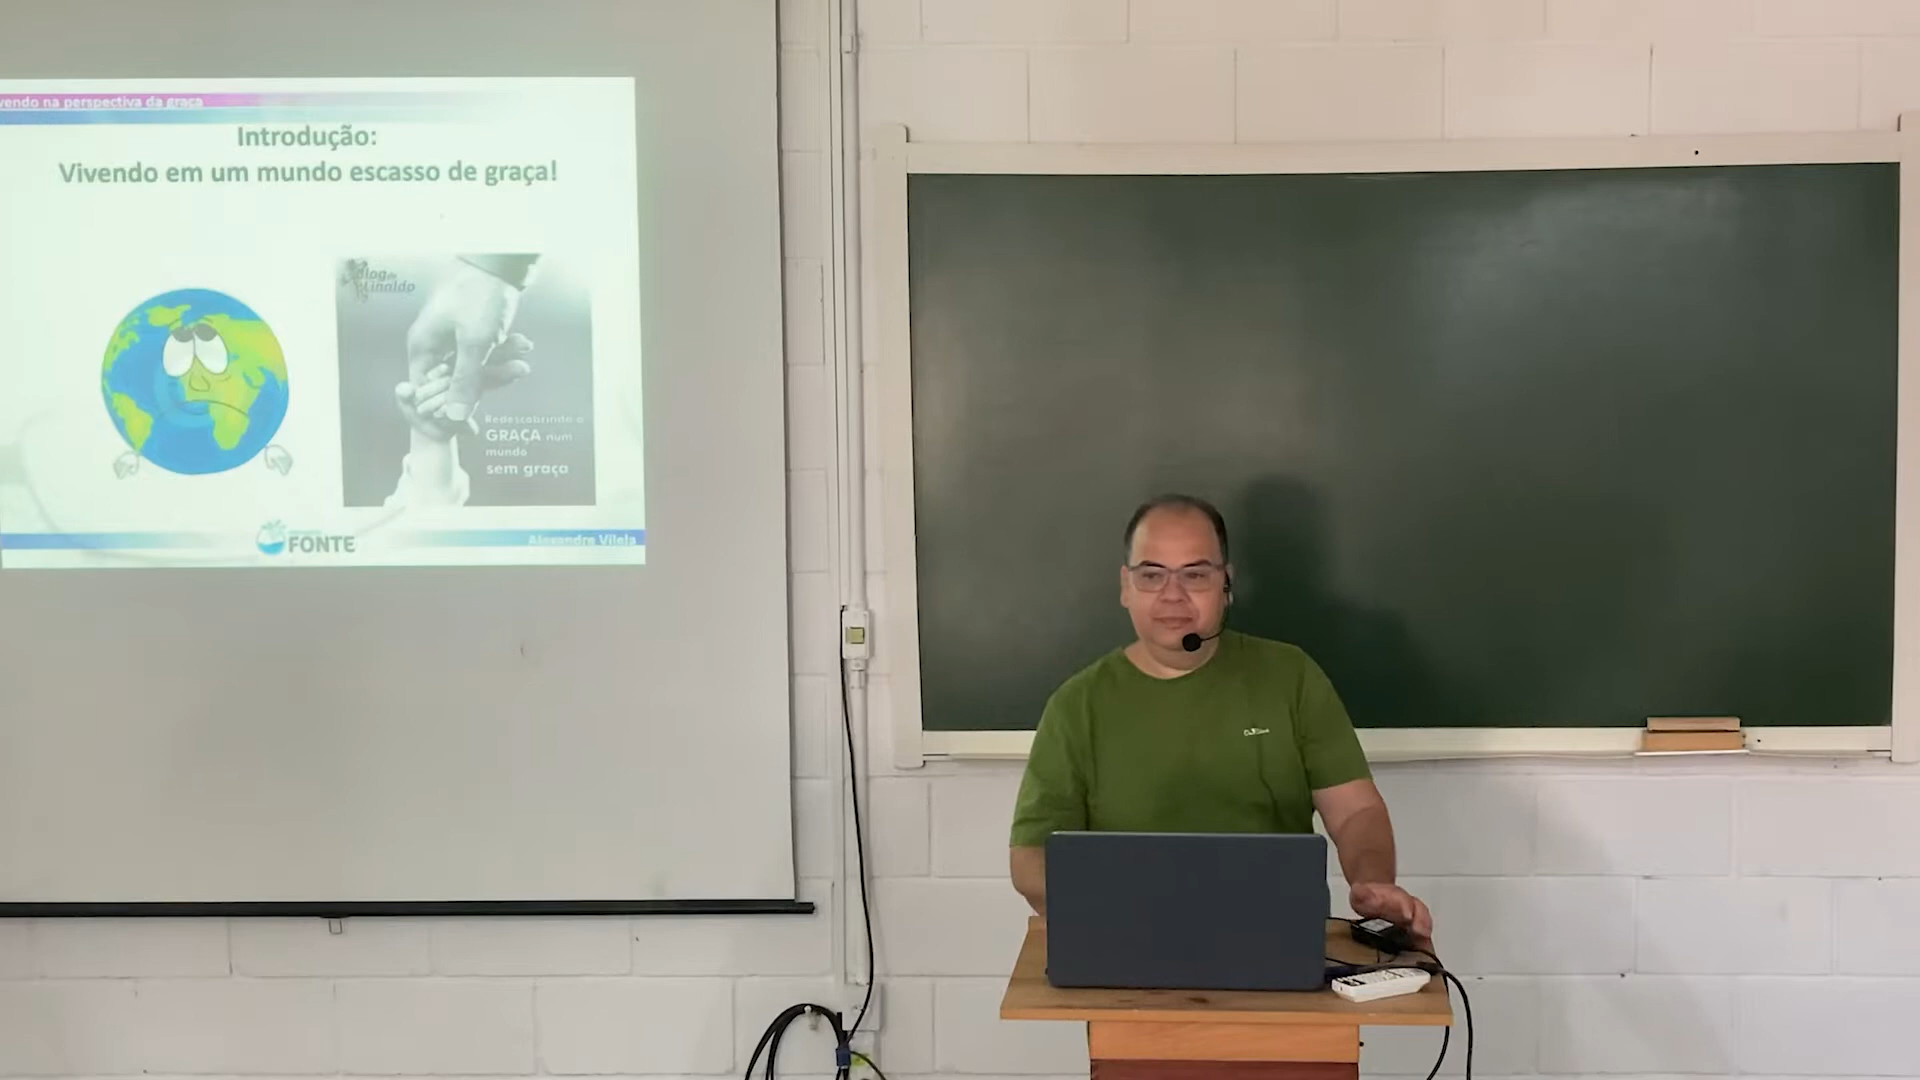 vendo na perspectiva da graça
Introdução:
Vivendo em um mundo escasso de graça!
Blog do
Redescobrindo a
GRAÇA num
mundo
sem graça
FONTE
Alexandre Vilela